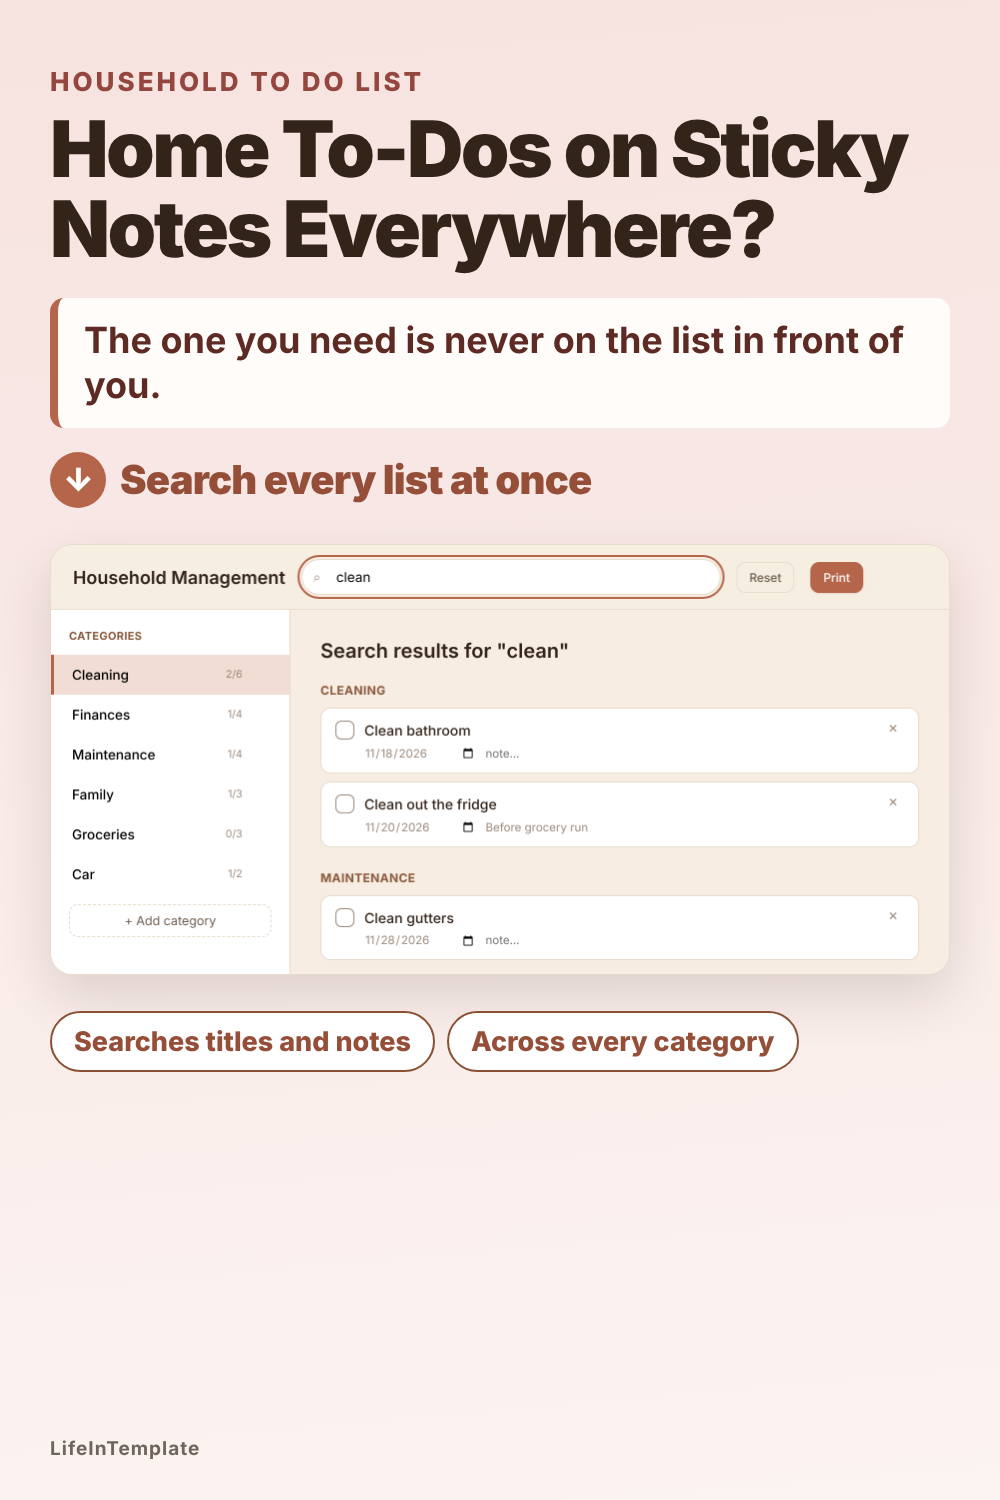 HOUSEHOLD TO DO LIST
Home To-Dos on Sticky
Notes Everywhere?
The one you need is never on the list in front of
you.
Search every list at once
Household Management
clean
Reset
Print
CATEGORIES
Cleaning 2/6
Finances 1/4
Maintenance 1/4
Family 1/3
Groceries 0/3
Car 1/2
+ Add category
Search results for "clean"
CLEANING
Clean bathroom
11/18/2026 note...
Clean out the fridge
11/20/2026 Before grocery run
MAINTENANCE
Clean gutters
11/28/2026 note...
Searches titles and notes
Across every category
LifeInTemplate